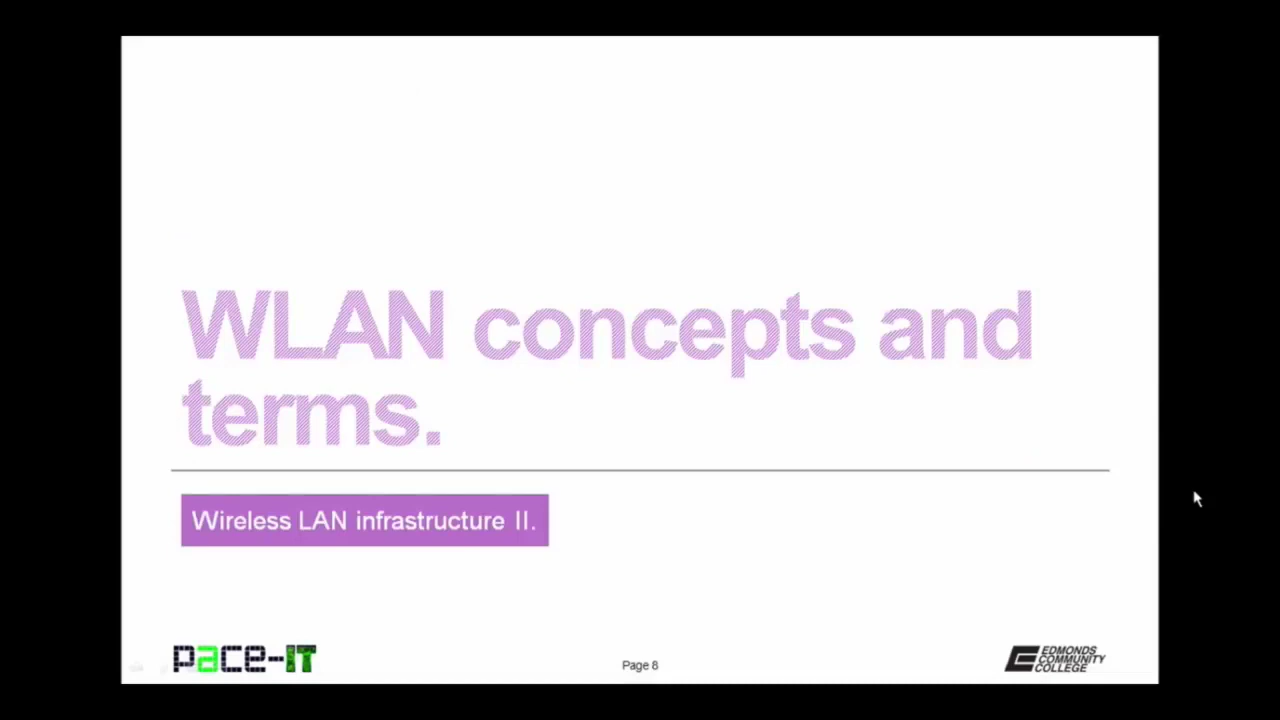 WLAN concepts and
terms.
Wireless LAN infrastructure II.
pace-IT
Page 8
EDMONDS
COMMUNITY
COLLEGE